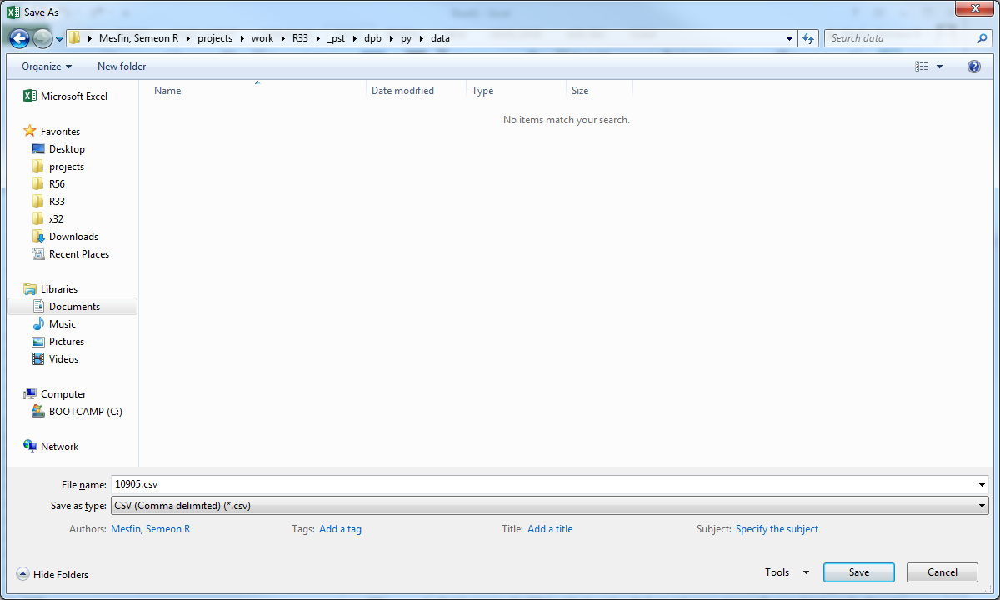 Save As
Mesfin, Semeon R projects work R33 _pst dpb py data
Search data
Organize New folder
Name Date modified Type Size
No items match your search.
Microsoft Excel
Favorites
Desktop
projects
R56
R33
x32
Downloads
Recent Places
Libraries
Documents
Music
Pictures
Videos
Computer
BOOTCAMP (C:)
Network
File name: 10905.csv
Save as type: CSV (Comma delimited) (*.csv)
Authors: Mesfin, Semeon R Tags: Add a tag Title: Add a title Subject: Specify the subject
Hide Folders Tools Save Cancel